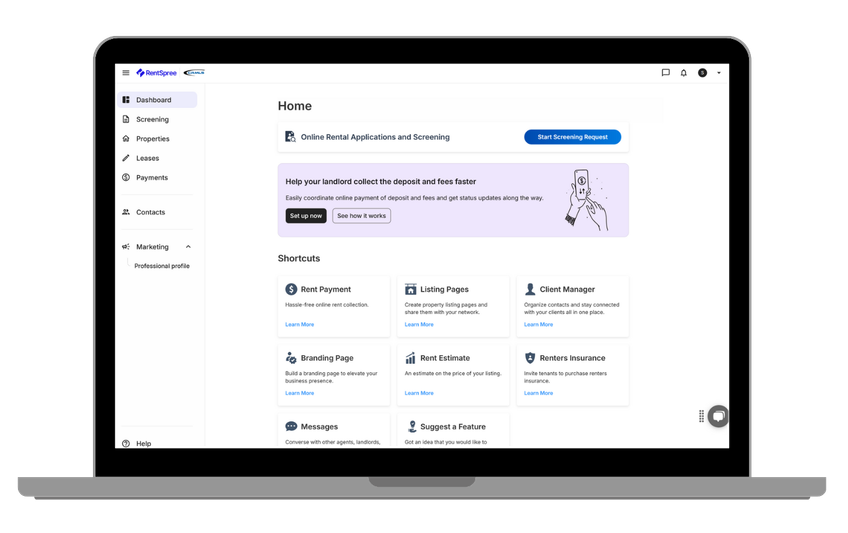 RentSpree
Dashboard
Screening
Properties
Leases
Payments
Contacts
Marketing
Professional profile
Help
Home
Online Rental Applications and Screening
Start Screening Request
Help your landlord collect the deposit and fees faster
Easily coordinate online payment of deposit and fees and get status updates along the way.
Set up now
See how it works
Shortcuts
Rent Payment
Hassle-free online rent collection.
Learn More
Listing Pages
Create property listing pages and
share them with your network.
Learn More
Client Manager
Organize contacts and stay connected
with your clients all in one place.
Learn More
Branding Page
Build a branding page to elevate your
business presence.
Learn More
Rent Estimate
An estimate on the price of your listing.
Learn More
Renters Insurance
Invite tenants to purchase renters
insurance.
Learn More
Messages
Converse with other agents, landlords,
Suggest a Feature
Got an idea that you would like to